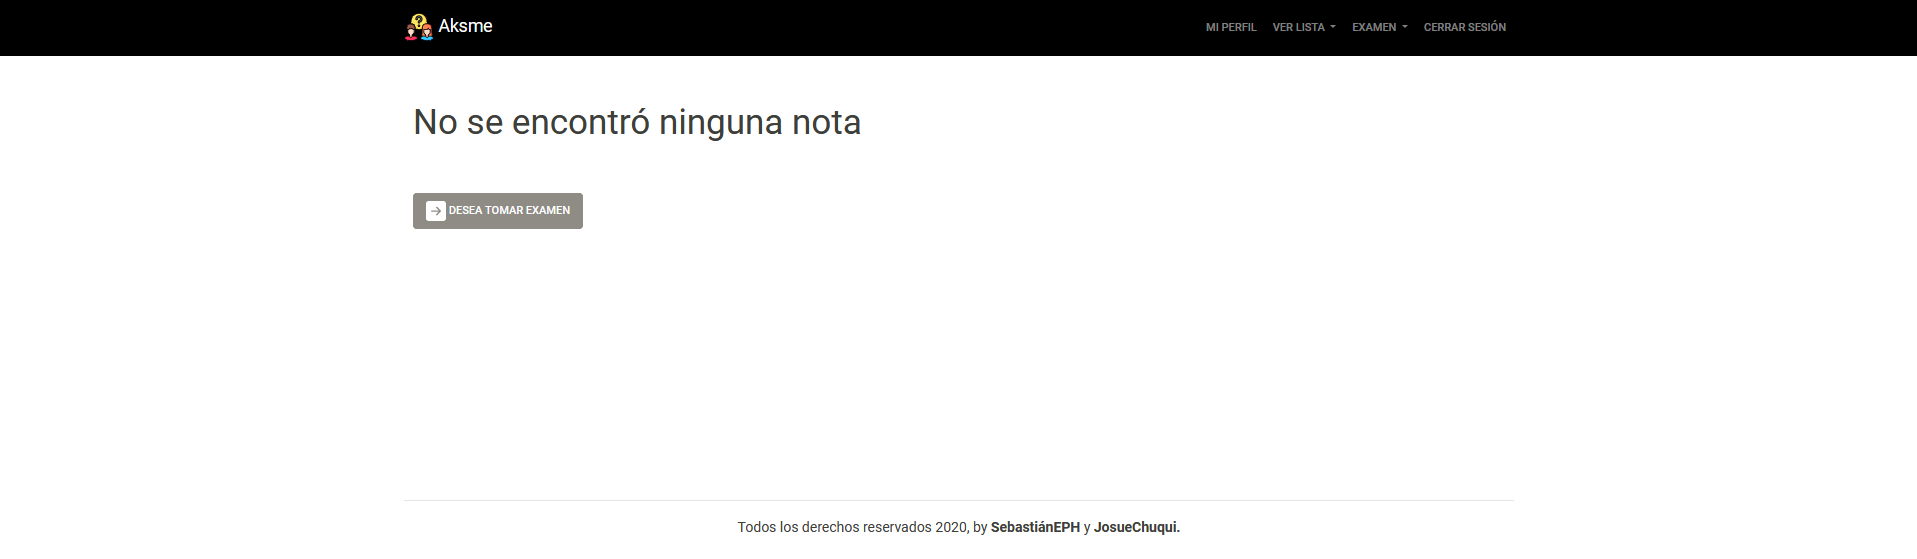 Aksme
MI PERFIL VER LISTA EXAMEN CERRAR SESIÓN
No se encontró ninguna nota
DESEA TOMAR EXAMEN
Todos los derechos reservados 2020, by SebastiánEPH y JosueChuqui.